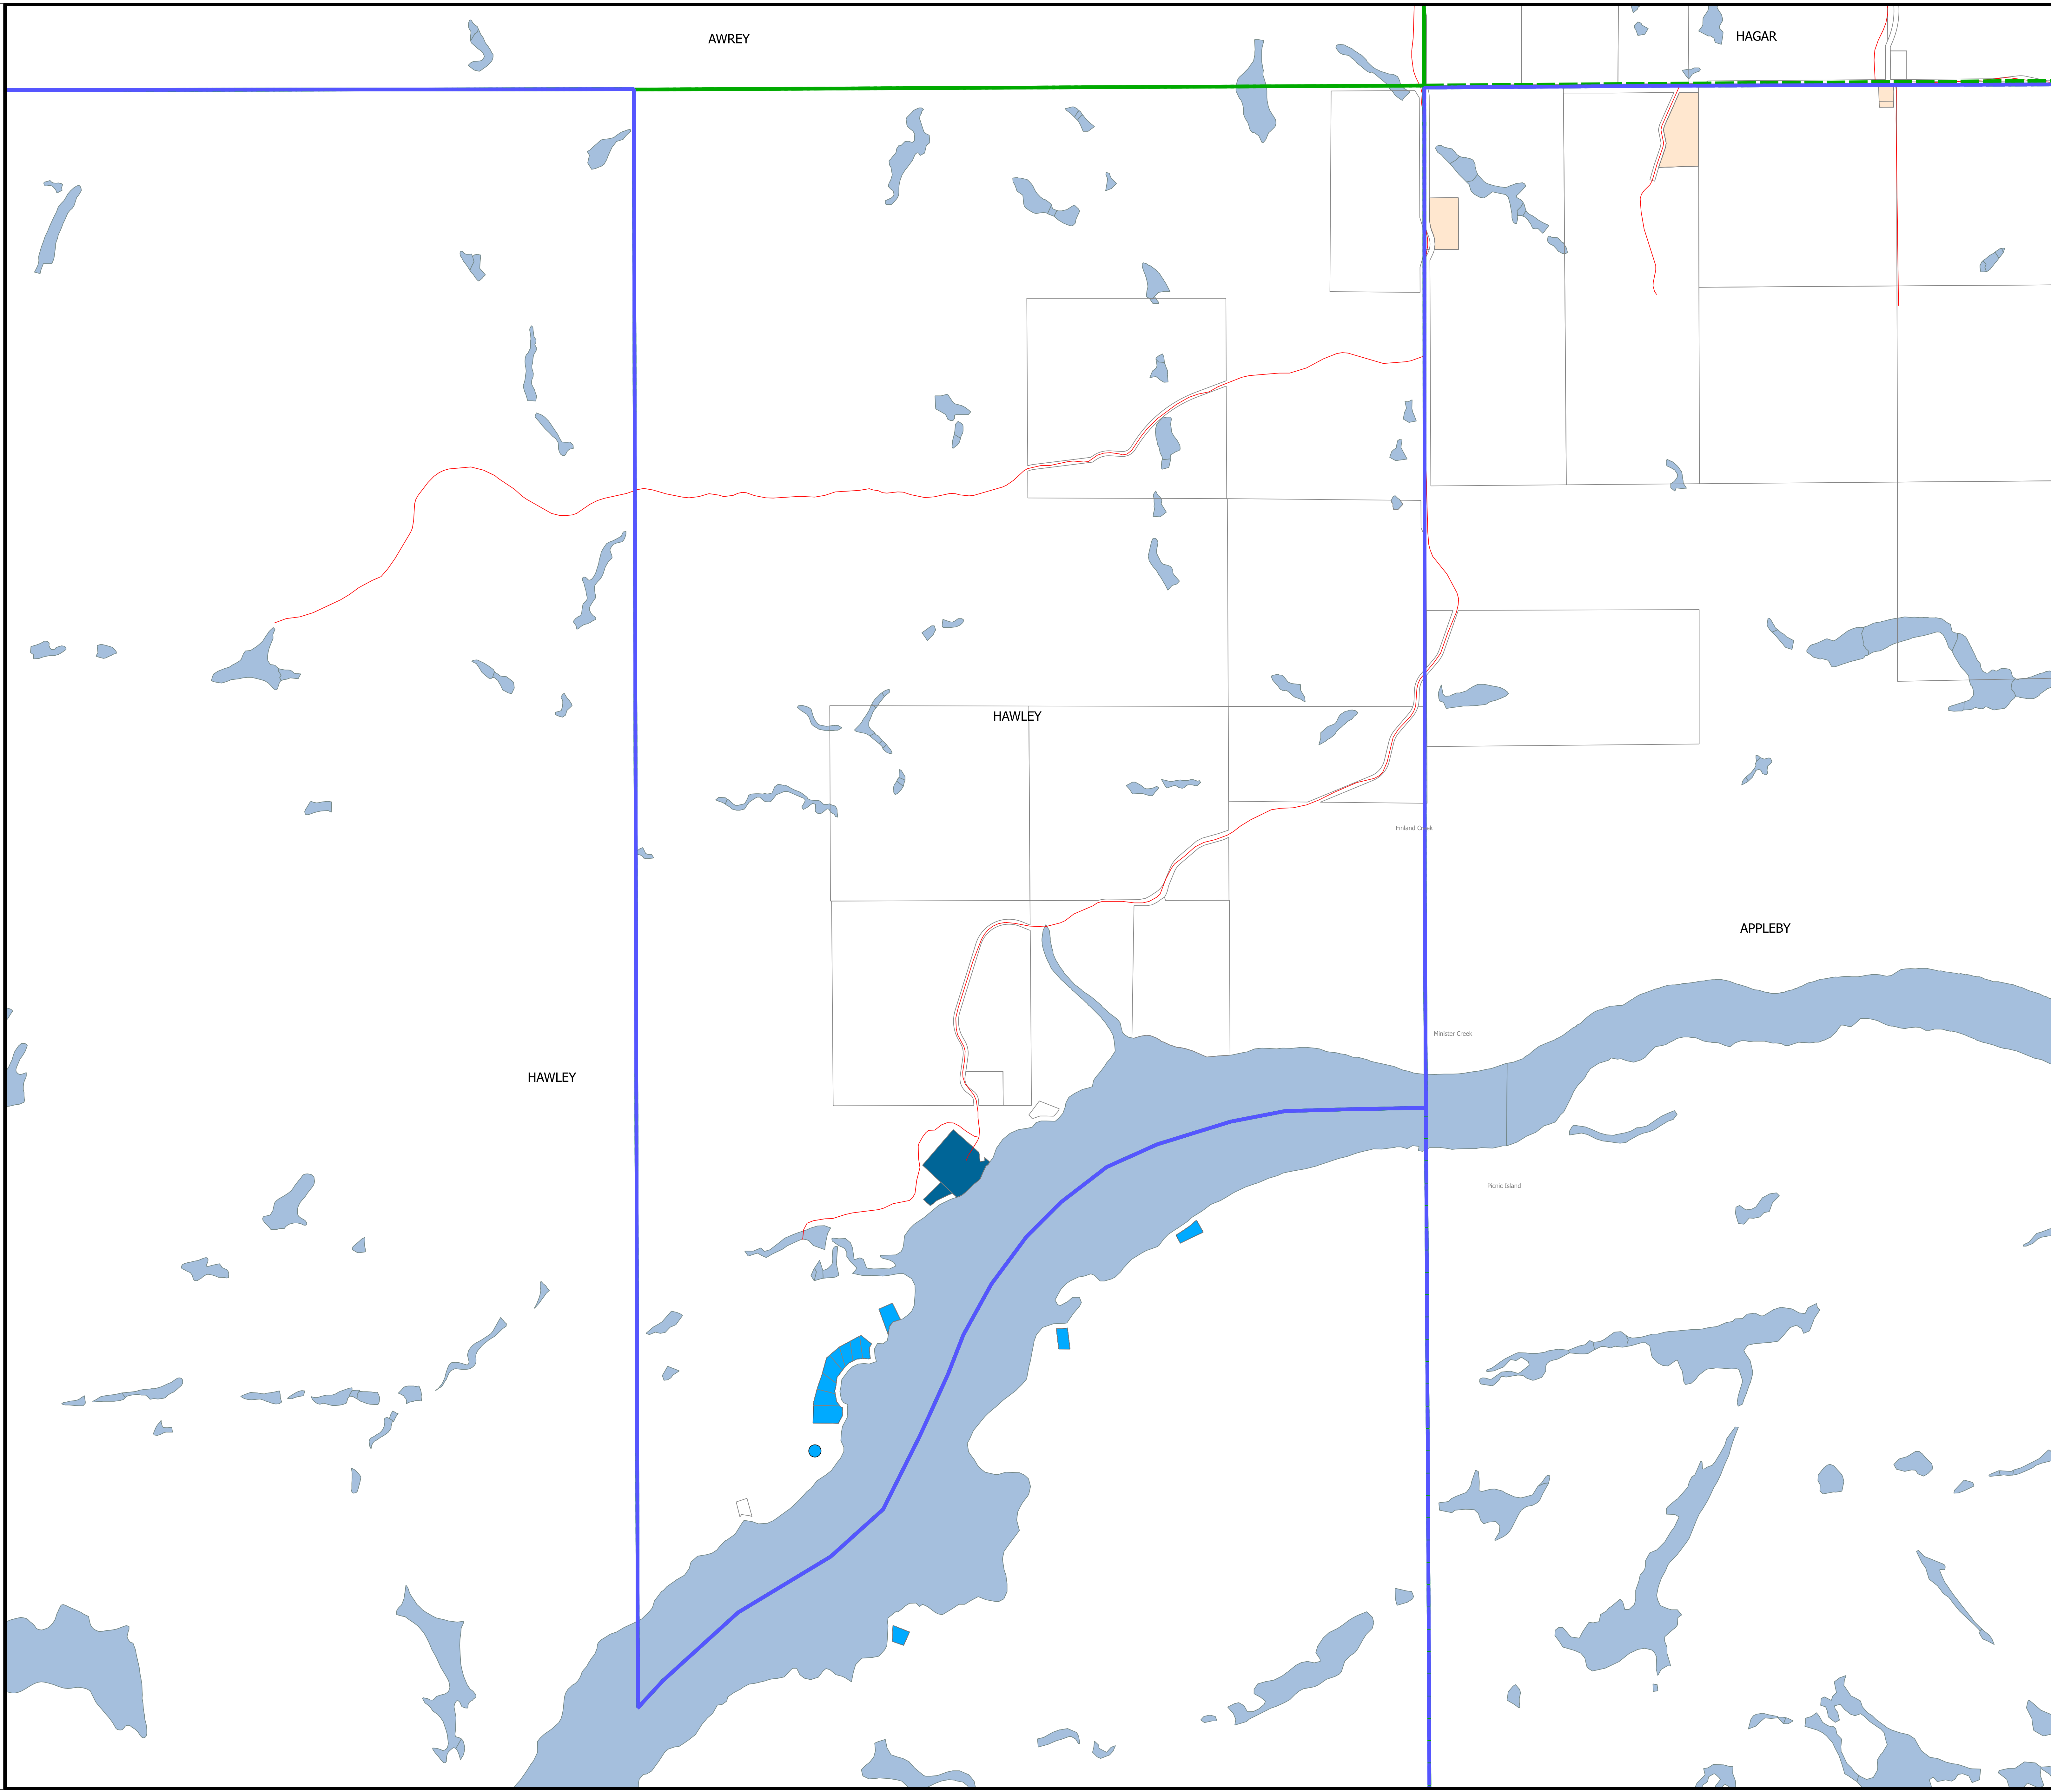 AWREY
HAGAR
HAWLEY
Finland Creek
APPLEBY
Minister Creek
HAWLEY
Picnic Island